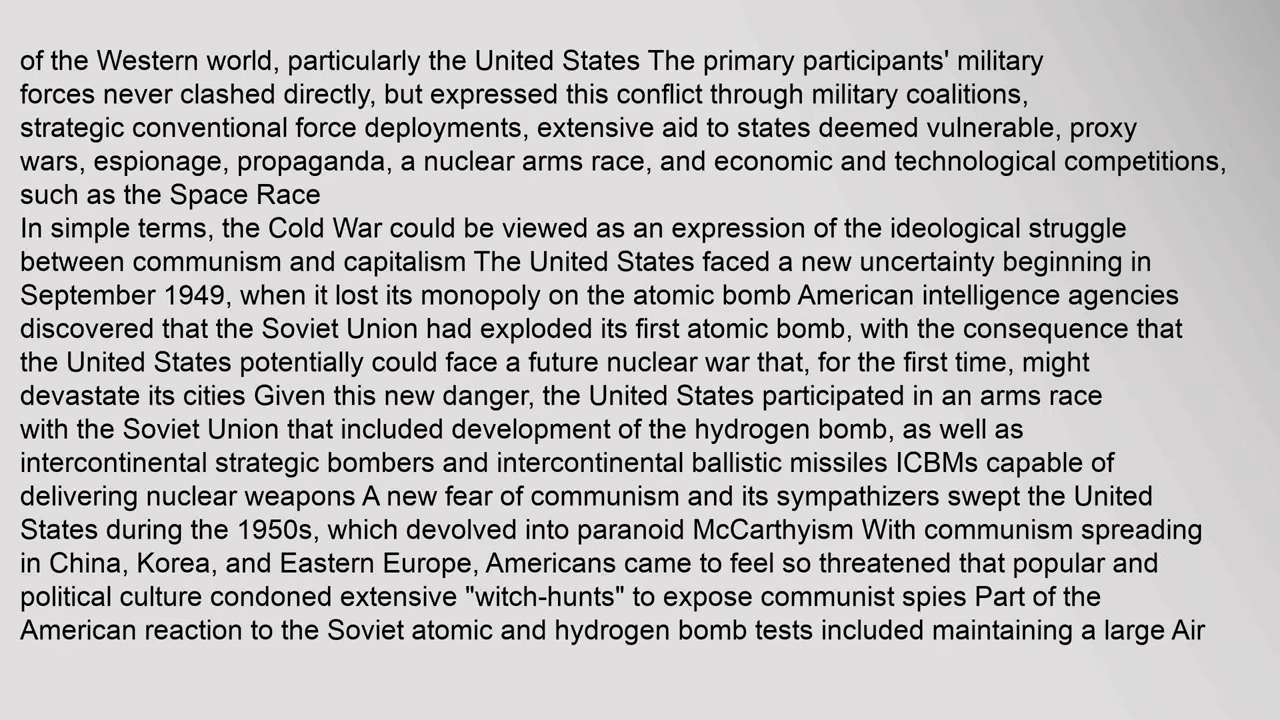 of the Western world, particularly the United States The primary participants' military
forces never clashed directly, but expressed this conflict through military coalitions,
strategic conventional force deployments, extensive aid to states deemed vulnerable, proxy
wars, espionage, propaganda, a nuclear arms race, and economic and technological competitions,
such as the Space Race
In simple terms, the Cold War could be viewed as an expression of the ideological struggle
between communism and capitalism The United States faced a new uncertainty beginning in
September 1949, when it lost its monopoly on the atomic bomb American intelligence agencies
discovered that the Soviet Union had exploded its first atomic bomb, with the consequence that
the United States potentially could face a future nuclear war that, for the first time, might
devastate its cities Given this new danger, the United States participated in an arms race
with the Soviet Union that included development of the hydrogen bomb, as well as
intercontinental strategic bombers and intercontinental ballistic missiles ICBMs capable of
delivering nuclear weapons A new fear of communism and its sympathizers swept the United
States during the 1950s, which devolved into paranoid McCarthyism With communism spreading
in China, Korea, and Eastern Europe, Americans came to feel so threatened that popular and
political culture condoned extensive "witch-hunts" to expose communist spies Part of the
American reaction to the Soviet atomic and hydrogen bomb tests included maintaining a large Air